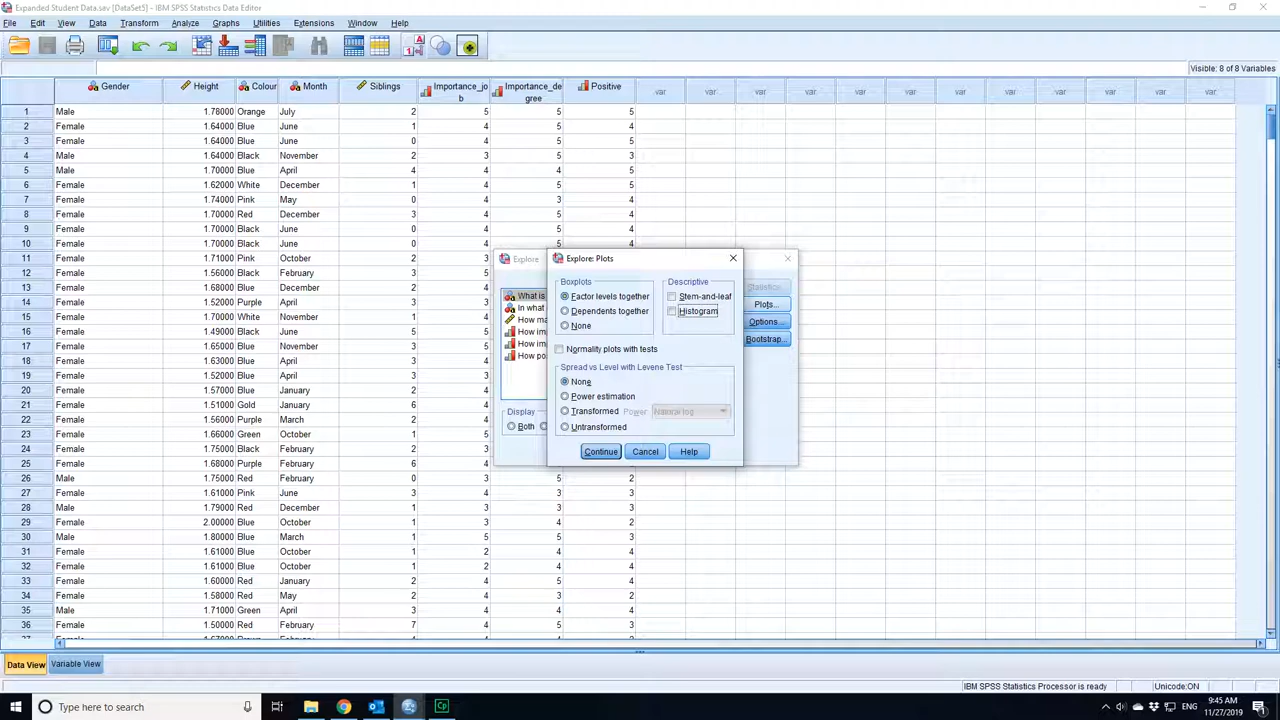 Expanded Student Data.sav [DataSet5] - IBM SPSS Statistics Data Editor
File Edit View Data Transform Analyze Graphs Utilities Extensions Window Help
Visible: 8 of 8 Variables
Gender Height Colour Month Siblings Importance_job Importance_degree Positive var var var var var var var var
1 Male 1.78000 Orange July 2 5 5 5
2 Female 1.64000 Blue June 1 4 5 4
3 Female 1.64000 Blue June 0 4 5 5
4 Male 1.64000 Black November 2 3 5 3
5 Male 1.70000 Blue April 4 4 5 5
6 Female 1.62000 White December 1 4 5 5
7 Female 1.74000 Pink May 0 4 3 4
8 Female 1.70000 Red December 3 4 5 4
9 Female 1.70000 Black June 0 4 5 4
10 Female 1.70000 Black June 0 4 5 4
11 Female 1.71000 Pink October 2
12 Female 1.56000 Black February 3
13 Female 1.68000 Blue December 2
14 Female 1.52000 Purple April 3
15 Female 1.70000 White November 1
16 Female 1.49000 Black June 5
17 Female 1.65000 Blue November 3
18 Female 1.63000 Blue April 3
19 Female 1.52000 Blue April 3
20 Female 1.57000 Blue January 2
21 Female 1.51000 Gold January 6
22 Female 1.56000 Purple March 2
23 Female 1.66000 Green October 1
24 Female 1.75000 Black February 3
25 Female 1.68000 Purple February 6
26 Male 1.75000 Red February 0 3 5 2
27 Female 1.61000 Pink June 3 4 3 3
28 Male 1.79000 Red December 1 3 3 3
29 Female 2.00000 Blue October 1 3 4 2
30 Male 1.80000 Blue March 1 5 5 3
31 Female 1.61000 Blue October 1 2 4 4
32 Female 1.61000 Blue October 1 2 4 4
33 Female 1.60000 Red January 2 4 5 4
34 Female 1.58000 Red May 2 4 3 2
35 Male 1.71000 Green April 3 4 4 4
36 Female 1.50000 Red February 7 4 5 3
Explore
What is
In what
How ma
How im
How im
How po
Display
Both
Plots...
Options...
Bootstrap...
Explore: Plots
Boxplots
Factor levels together
Dependents together
None
Descriptive
Stem-and-leaf
Histogram
Normality plots with tests
Spread vs Level with Levene Test
None
Power estimation
Transformed Power: Natural log
Untransformed
Continue Cancel Help
Data View Variable View
IBM SPSS Statistics Processor is ready Unicode:ON
Type here to search
ENG
9:45 AM
11/27/2019